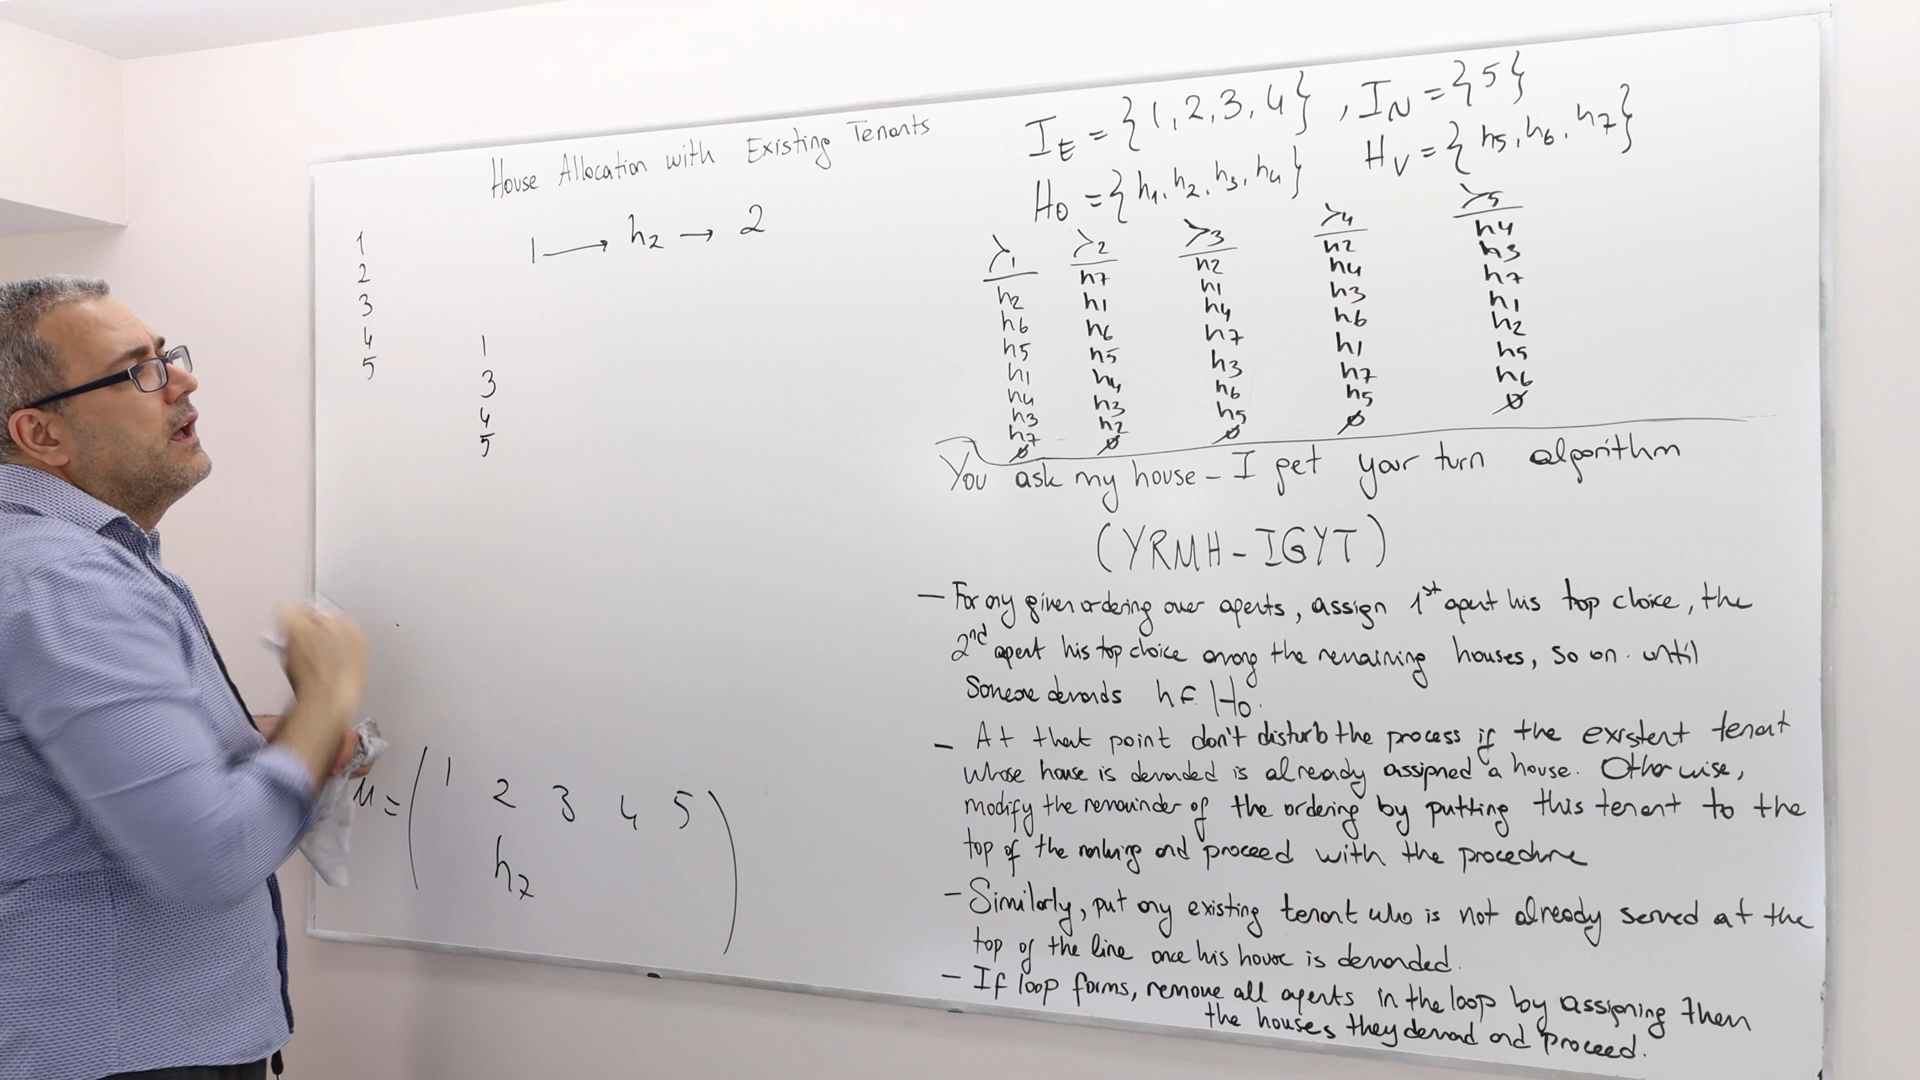 House Allocation with Existing Tenants
I_E = {1, 2, 3, 4} , I_N = {5}
H_O = {h1, h2, h3, h4} H_V = {h5, h6, h7}
1
2
3
4
5
1 → h2 → 2
1
3
4
5
≻1 ≻2 ≻3 ≻4 ≻5
h2 h7 h2 h2 h4
h6 h1 h1 h4 h3
h5 h6 h4 h3 h7
h1 h5 h7 h6 h1
h4 h4 h3 h1 h2
h3 h3 h6 h7 h5
h7 h2 h5 h5 h6
∅ ∅ ∅ ∅ ∅
You ask my house - I get your turn algorithm
(YRMH - IGYT)
- For any given ordering over agents, assign 1st agent his top choice, the
2nd agent his top choice among the remaining houses, so on. until
Someone demands h ∈ H_O.
- At that point don't disturb the process if the existent tenant
whose house is demanded is already assigned a house. Otherwise,
modify the remainder of the ordering by putting this tenant to the
top of the ranking and proceed with the procedure
- Similarly, put any existing tenant who is not already served at the
top of the line once his house is demanded.
- If loop forms, remove all agents in the loop by assigning them
the houses they demand and proceed.
μ = ( 1 2 3 4 5 )
h7